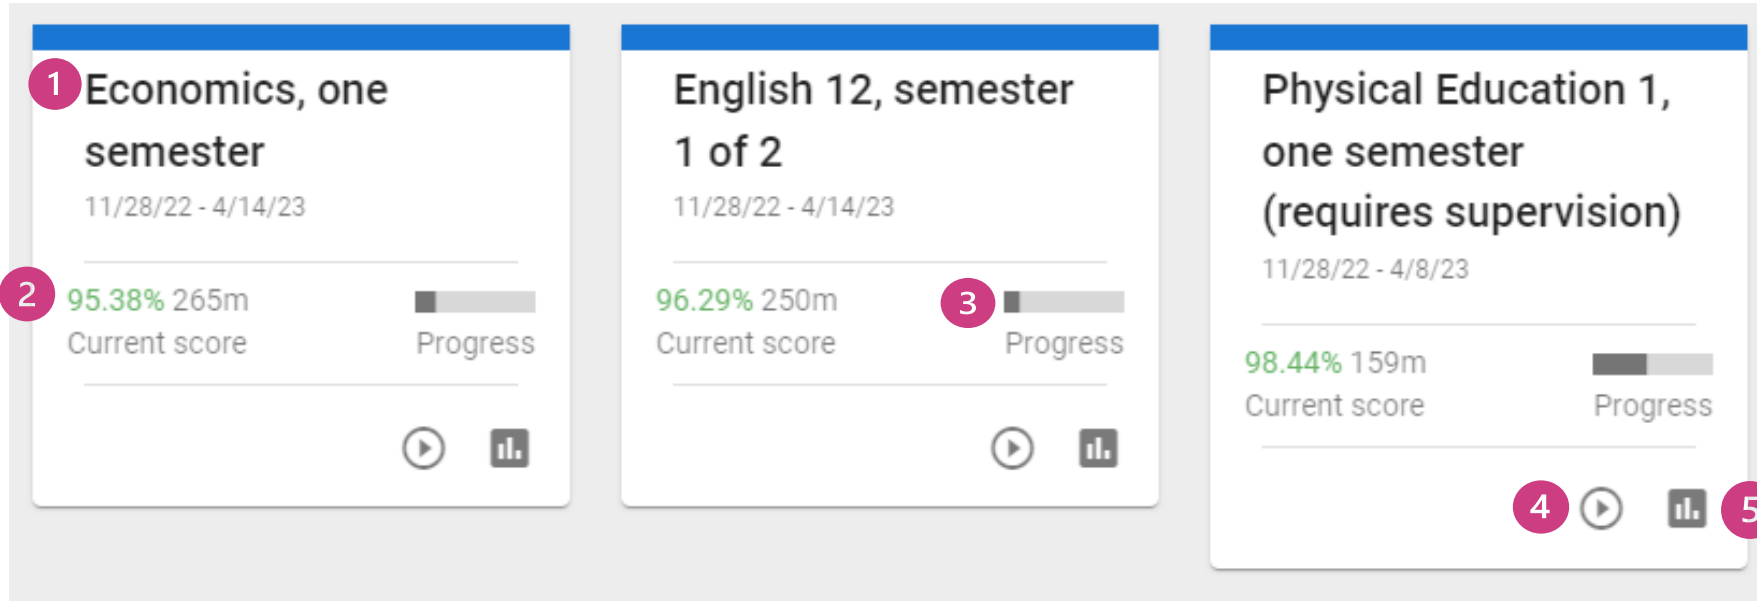 1
Economics, one
semester
11/28/22 - 4/14/23
2
95.38% 265m
Current score
Progress
English 12, semester
1 of 2
11/28/22 - 4/14/23
96.29% 250m
Current score
3
Progress
Physical Education 1,
one semester
(requires supervision)
11/28/22 - 4/8/23
98.44% 159m
Current score
Progress
4
5